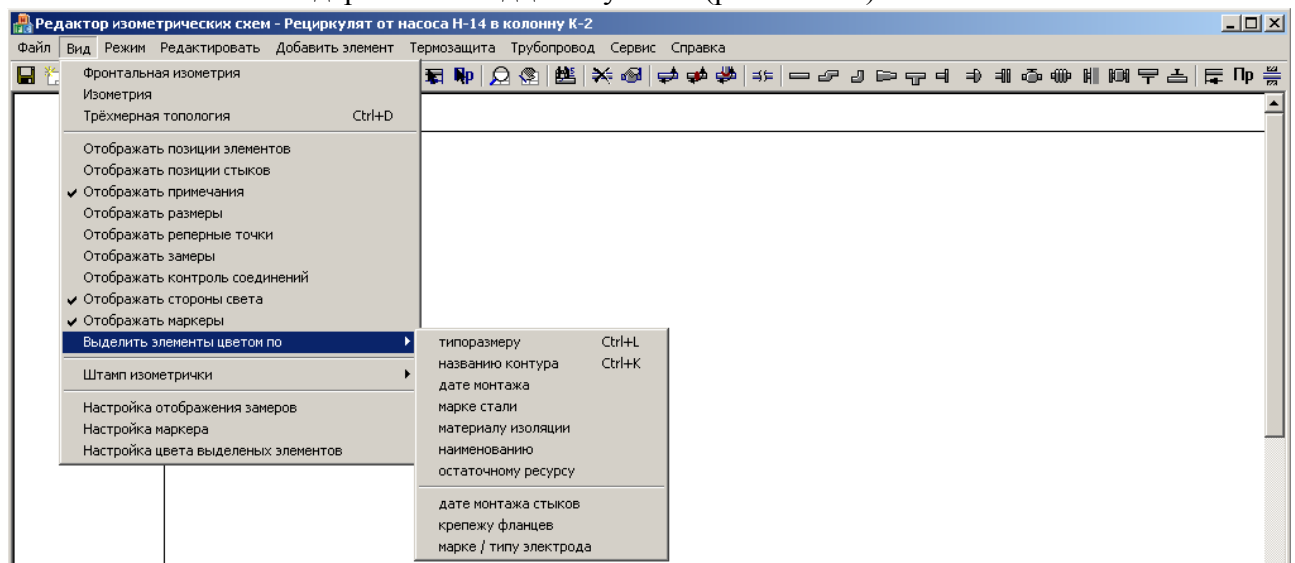 Редактор изометрических схем - Рециркулят от насоса Н-14 в колонну К-2
Файл Вид Режим Редактировать Добавить элемент Термозащита Трубопровод Сервис Справка
Нр Пр
Фронтальная изометрия
Изометрия
Трёхмерная топология Ctrl+D
Отображать позиции элементов
Отображать позиции стыков
Отображать примечания
Отображать размеры
Отображать реперные точки
Отображать замеры
Отображать контроль соединений
Отображать стороны света
Отображать маркеры
Выделить элементы цветом по
Штамп изометрички
Настройка отображения замеров
Настройка маркера
Настройка цвета выделеных элементов
типоразмеру Ctrl+L
названию контура Ctrl+K
дате монтажа
марке стали
материалу изоляции
наименованию
остаточному ресурсу
дате монтажа стыков
крепежу фланцев
марке / типу электрода